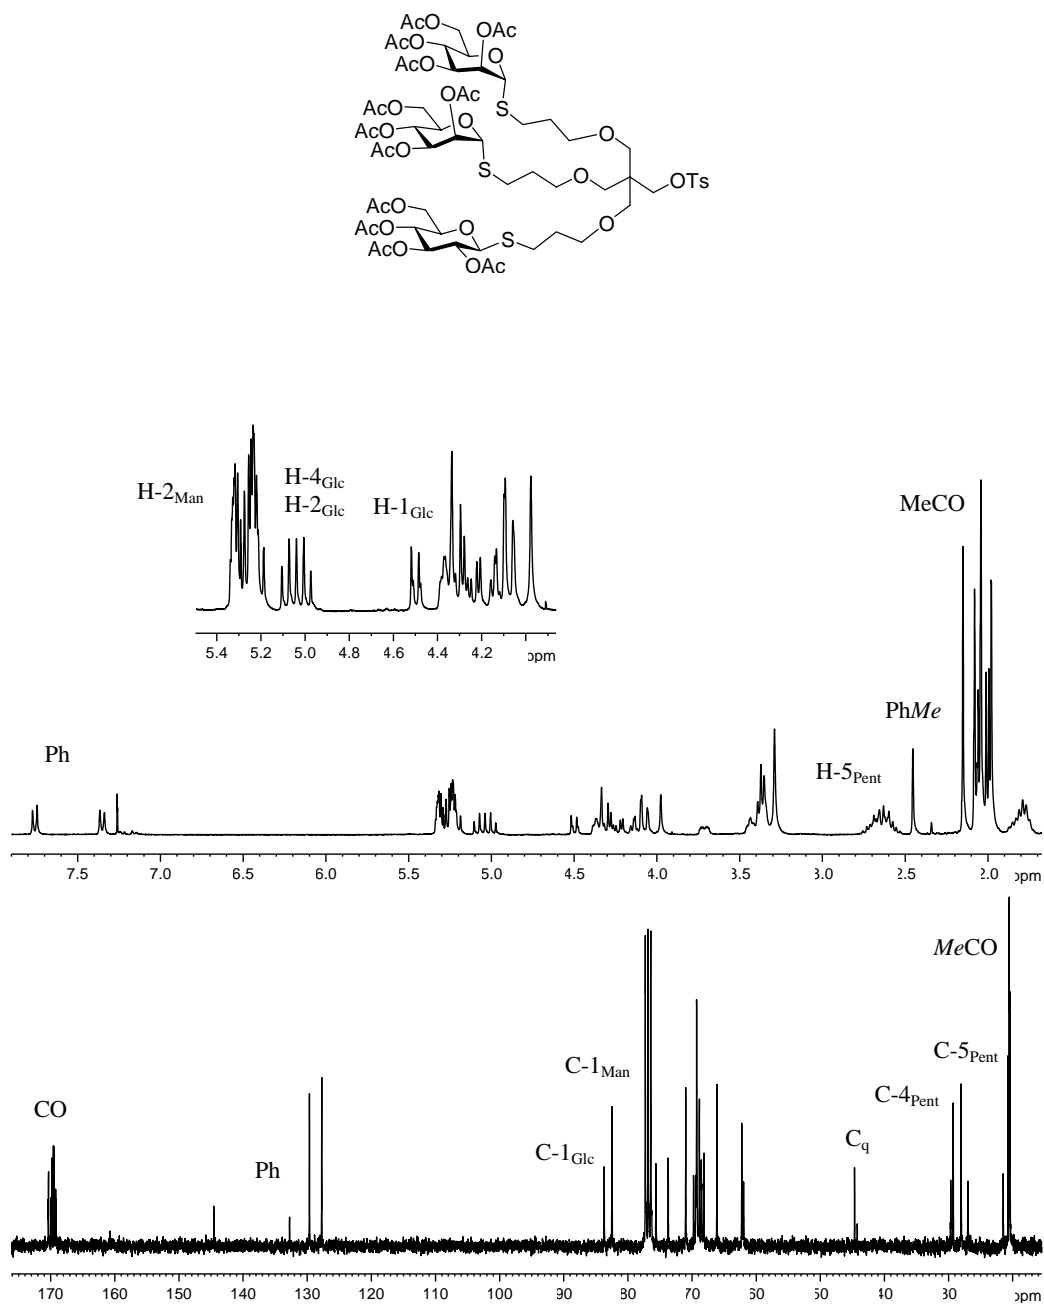 AcO
OAc
AcO
O
AcO
S
OAc
O
AcO
O
AcO
AcO
S
O
OTs
AcO
O
AcO
O
S
AcO
OAc
H-2Man
H-4Glc
H-2Glc
H-1Glc
5.4 5.2 5.0 4.8 4.6 4.4 4.2 ppm
MeCO
PhMe
Ph
H-5Pent
7.5 7.0 6.5 6.0 5.5 5.0 4.5 4.0 3.5 3.0 2.5 2.0 ppm
MeCO
C-5Pent
C-1Man
C-4Pent
CO
Cq
C-1Glc
Ph
170 160 150 140 130 120 110 100 90 80 70 60 50 40 30 ppm